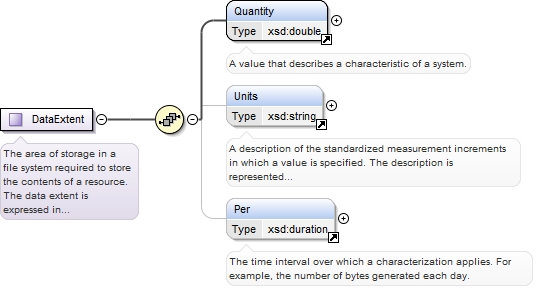 Quantity
Type xsd:double
A value that describes a characteristic of a system.
Units
Type xsd:string
DataExtent
The area of storage in a
file system required to store
the contents of a resource.
The data extent is
expressed in...
A description of the standardized measurement increments
in which a value is specified. The description is
represented...
Per
Type xsd:duration
The time interval over which a characterization applies. For
example, the number of bytes generated each day.